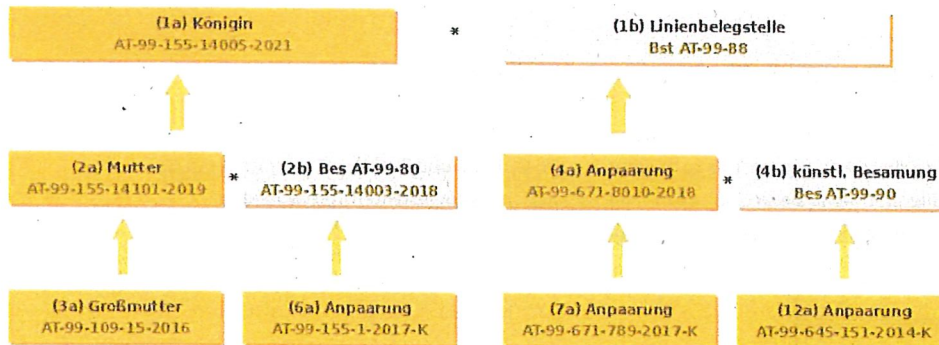 (1a) Königin
AT-99-155-14005-2021
*
(1b) Linienbelegstelle
Bst AT-99-88
(2a) Mutter
AT-99-155-14101-2019
*
(2b) Bes AT-99-80
AT-99-155-14003-2018
(4a) Anpaarung
AT-99-671-8010-2018
*
(4b) künstl. Besamung
Bes AT-99-90
(3a) Großmutter
AT-99-109-15-2016
(6a) Anpaarung
AT-99-155-1-2017-K
(7a) Anpaarung
AT-99-671-789-2017-K
(12a) Anpaarung
AT-99-645-151-2014-K